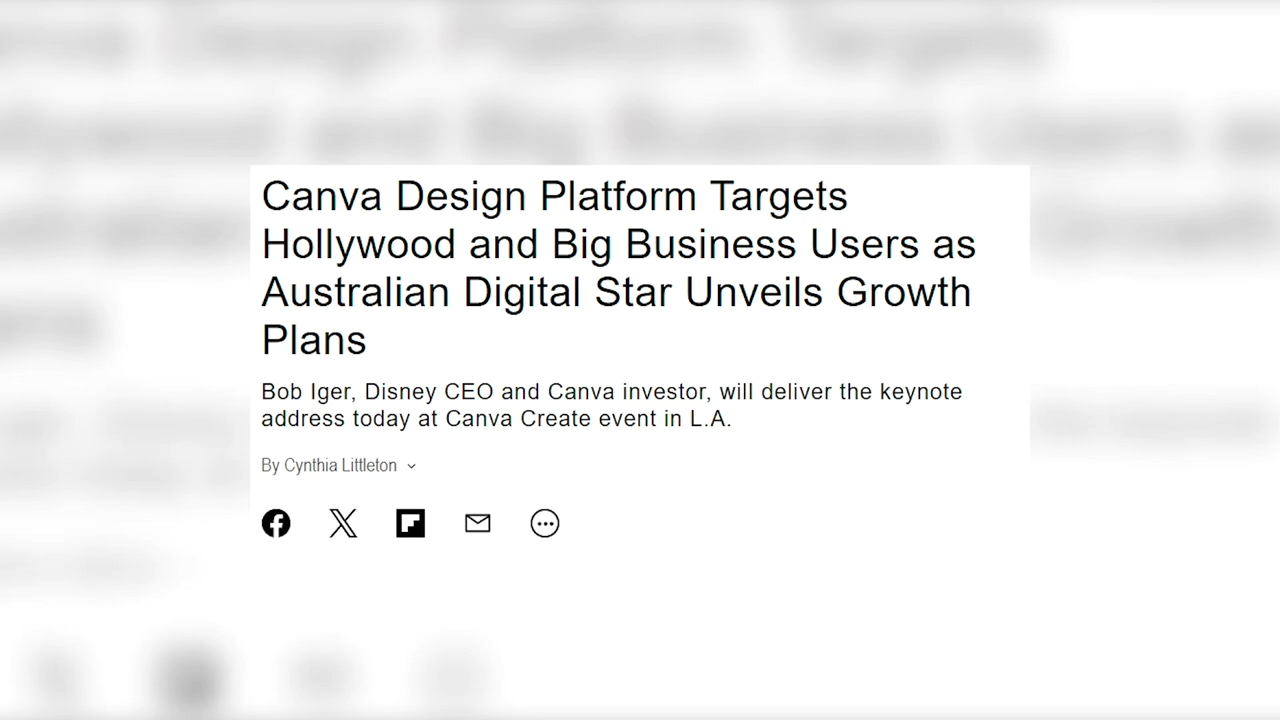 Canva Design Platform Targets
Hollywood and Big Business Users as
Australian Digital Star Unveils Growth
Plans
Bob Iger, Disney CEO and Canva investor, will deliver the keynote
address today at Canva Create event in L.A.
By Cynthia Littleton